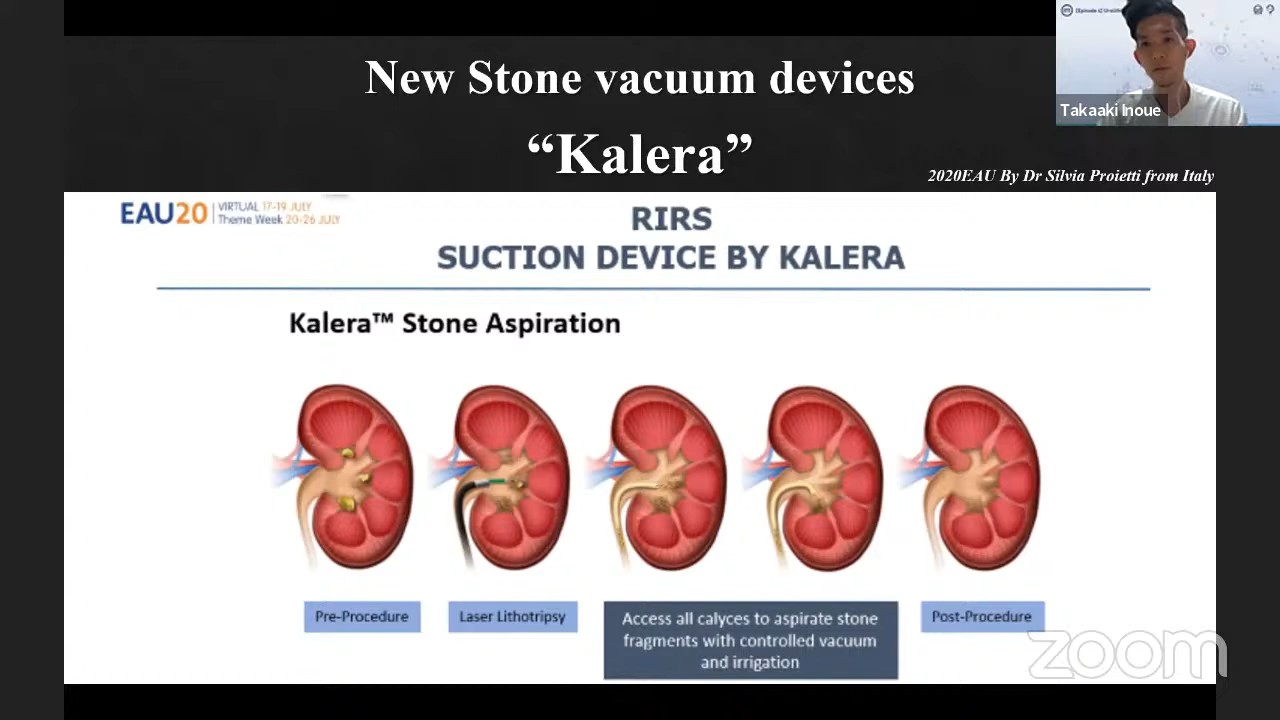 New Stone vacuum devices
“Kalera”
Takaaki Inoue
2020EAU By Dr Silvia Proietti from Italy
EAU20 VIRTUAL 17-19 JULY
Theme Week 20-26 JULY
RIRS
SUCTION DEVICE BY KALERA
Kalera™ Stone Aspiration
Pre-Procedure
Laser Lithotripsy
Access all calyces to aspirate stone
fragments with controlled vacuum
and irrigation
Post-Procedure
zoom